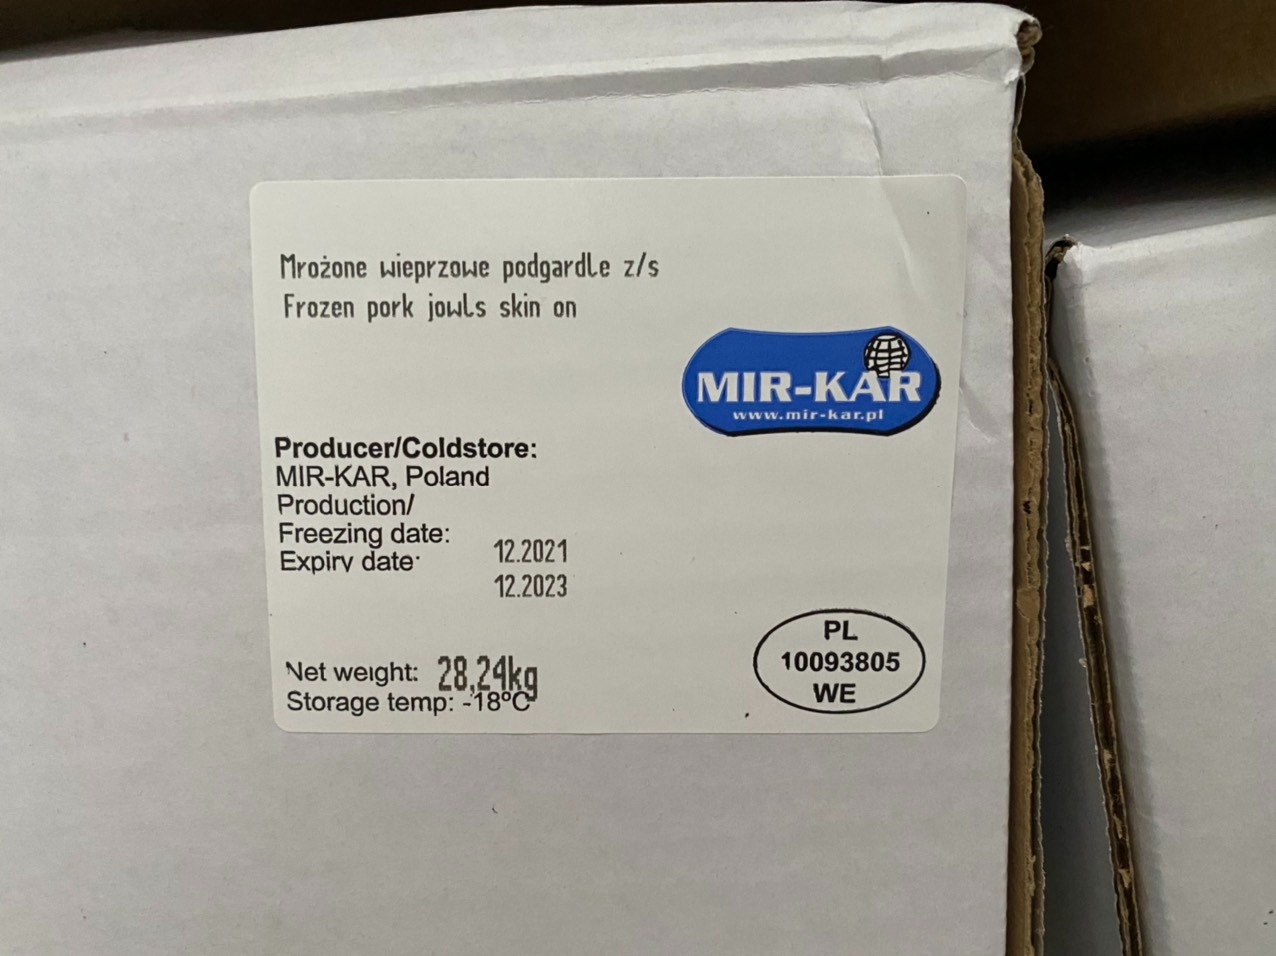 Mrożone wieprzowe podgardle z/s
Frozen pork jowls skin on
MIR-KAR
www.mir-kar.pl
Producer/Coldstore:
MIR-KAR, Poland
Production/
Freezing date:
12.2021
Expiry date:
12.2023
Net weight: 28,24kg
Storage temp: -18ºC
PL
10093805
WE